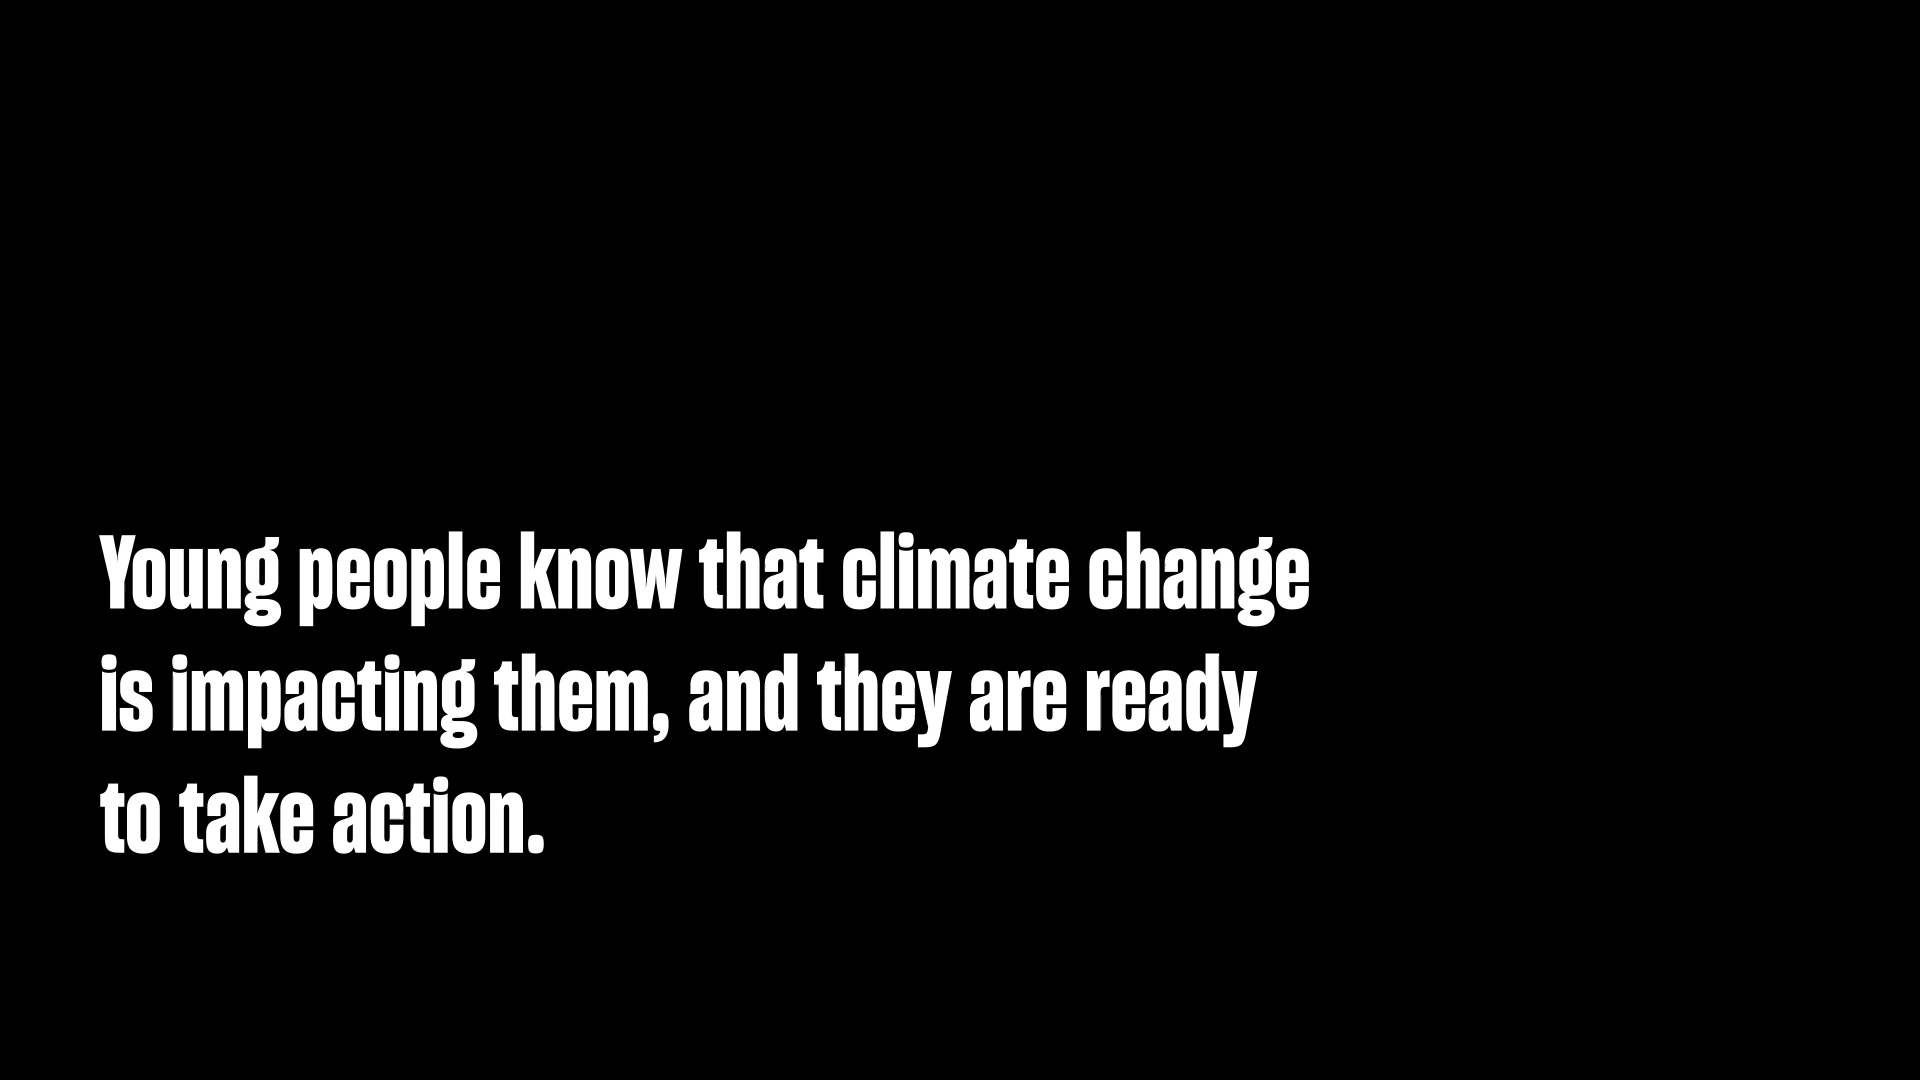 Young people know that climate change
is impacting them, and they are ready
to take action.